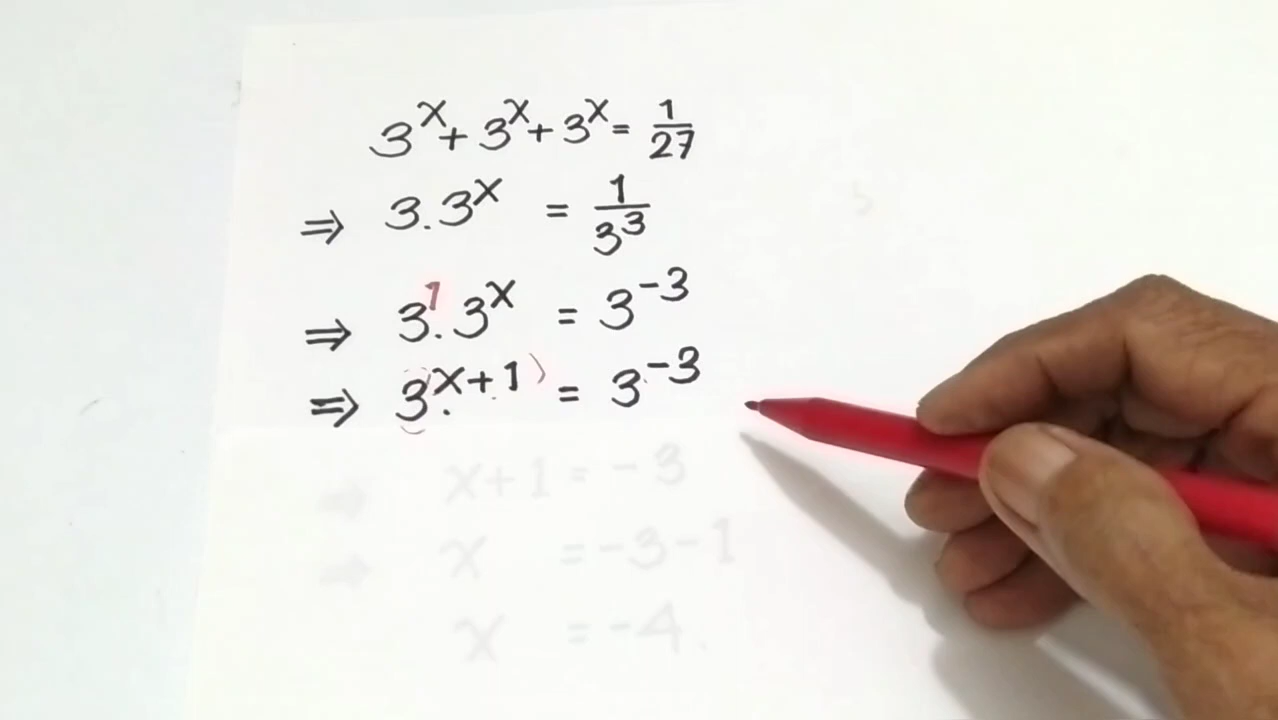 3^x + 3^x + 3^x = 1/27
⇒ 3.3^x = 1/3^3
⇒ 3^1.3^x = 3^-3
⇒ 3^x+1 = 3^-3
⇒ x+1 = -3
⇒ x = -3-1
x = -4.